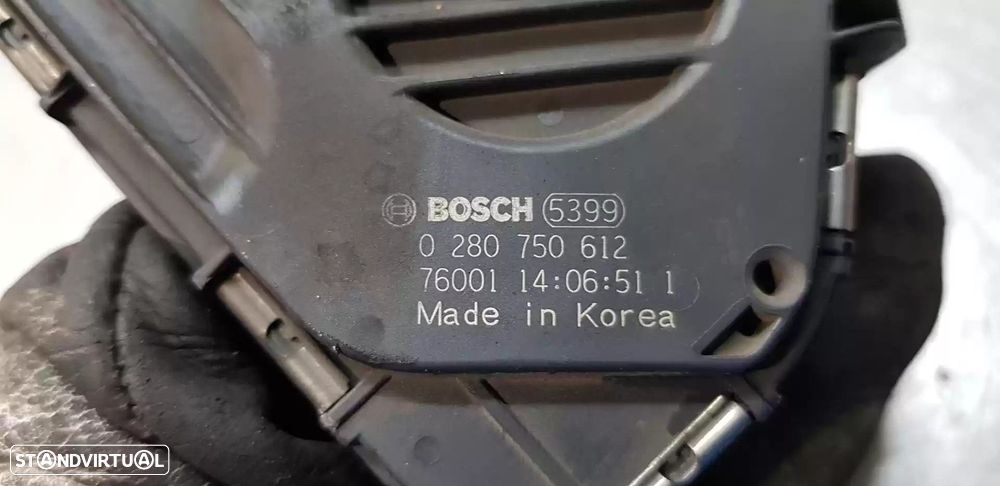 BOSCH 5399
0 280 750 612
76001 14:06:51 1
Made in Korea
STANDVIRTUAL